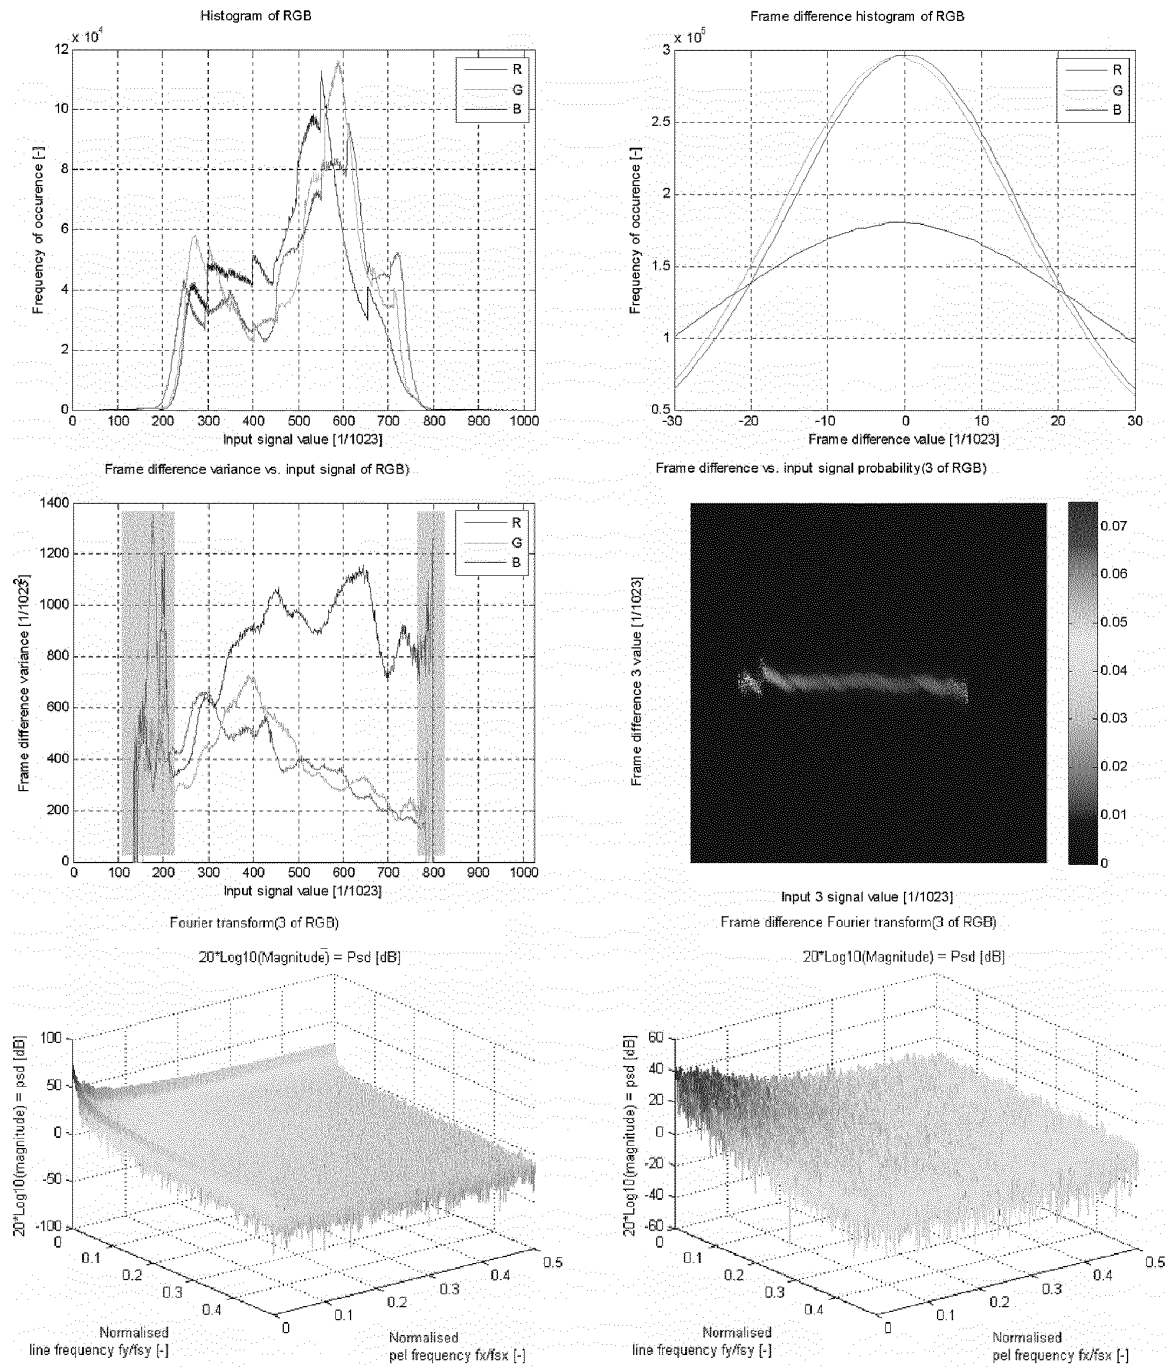 Histogram of RGB
x 10^4
12
10
8
6
4
2
0
Frequency of occurence [-]
0 100 200 300 400 500 600 700 800 900 1000
Input signal value [1/1023]
R
G
B
Frame difference histogram of RGB
x 10^5
3
2.5
2
1.5
1
0.5
Frequency of occurence [-]
-30 -20 -10 0 10 20 30
Frame difference value [1/1023]
R
G
B
Frame difference variance vs. input signal of RGB)
1400
1200
1000
800
600
400
200
0
Frame difference variance [1/1023²]
0 100 200 300 400 500 600 700 800 900 1000
Input signal value [1/1023]
R
G
B
Frame difference vs. input signal probability(3 of RGB)
Frame difference 3 value [1/1023]
Input 3 signal value [1/1023]
0.07
0.06
0.05
0.04
0.03
0.02
0.01
0
Fourier transform(3 of RGB)
20*Log10(Magnitude) = Psd [dB]
100
50
0
-50
-100
20*Log10(magnitude) = psd [dB]
0 0.1 0.2 0.3 0.4
Normalised
line frequency fy/fsy [-]
0 0.1 0.2 0.3 0.4 0.5
Normalised
pel frequency fx/fsx [-]
Frame difference Fourier transform(3 of RGB)
20*Log10(Magnitude) = Psd [dB]
60
40
20
0
-20
-40
-60
20*Log10(magnitude) = psd [dB]
0 0.1 0.2 0.3 0.4
Normalised
line frequency fy/fsy [-]
0 0.1 0.2 0.3 0.4 0.5
Normalised
pel frequency fx/fsx [-]